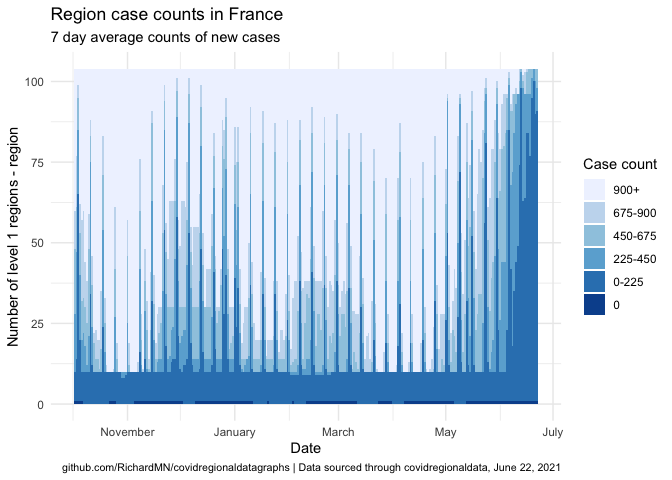 Region case counts in France
7 day average counts of new cases
Number of level 1 regions - region
100
75
50
25
0
November
January
March
May
July
Date
Case count
900+
675-900
450-675
225-450
0-225
0
github.com/RichardMN/covidregionaldatagraphs | Data sourced through covidregionaldata, June 22, 2021